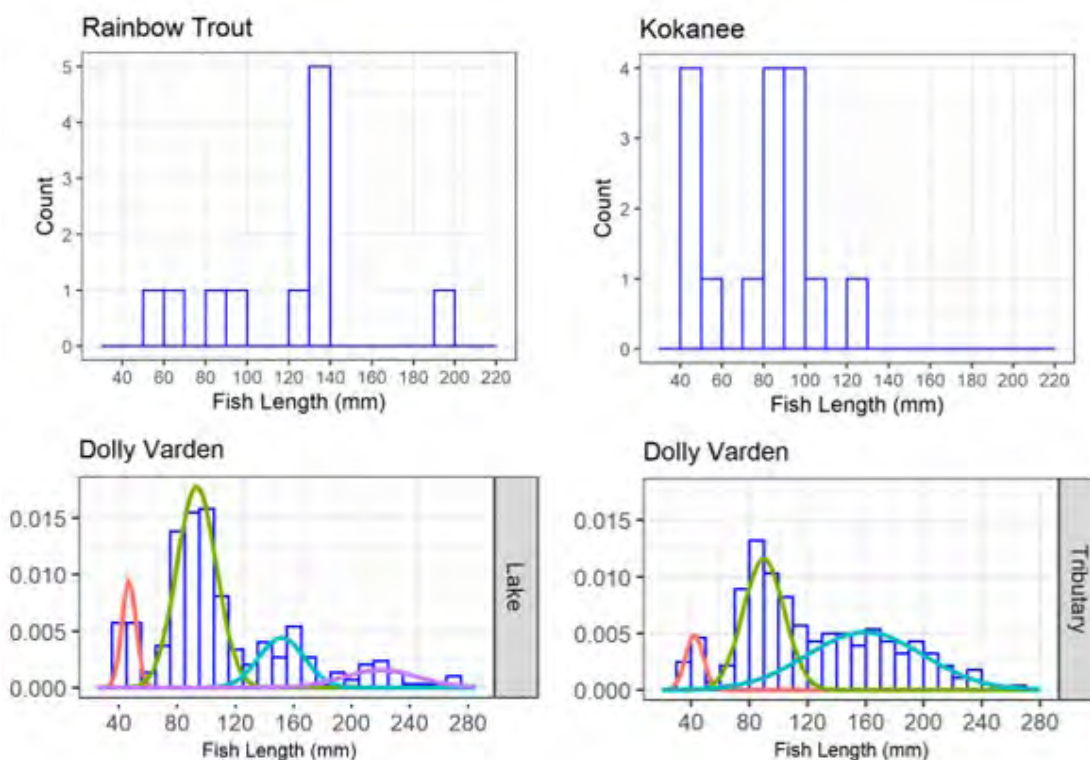 Rainbow Trout
5
4
3
2
1
0
Count
40 60 80 100 120 140 160 180 200 220
Fish Length (mm)
Kokanee
4
3
2
1
0
Count
40 60 80 100 120 140 160 180 200 220
Fish Length (mm)
Dolly Varden
0.015
0.010
0.005
0.000
40 80 120 160 200 240 280
Fish Length (mm)
Lake
Dolly Varden
0.015
0.010
0.005
0.000
40 80 120 160 200 240 280
Fish Length (mm)
Tributary